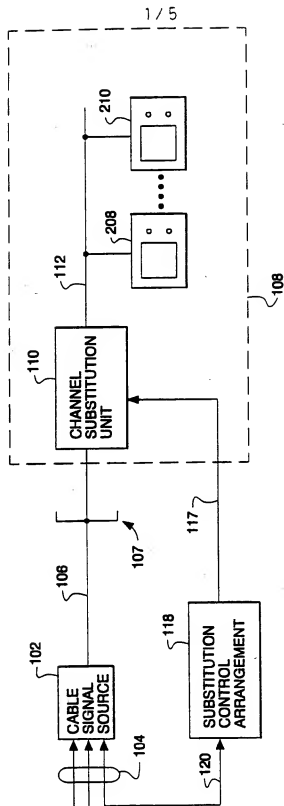 1/5
102
CABLE
SIGNAL
SOURCE
104
106
107
110
CHANNEL
SUBSTITUTION
UNIT
112
208
210
108
117
118
SUBSTITUTION
CONTROL
ARRANGEMENT
120